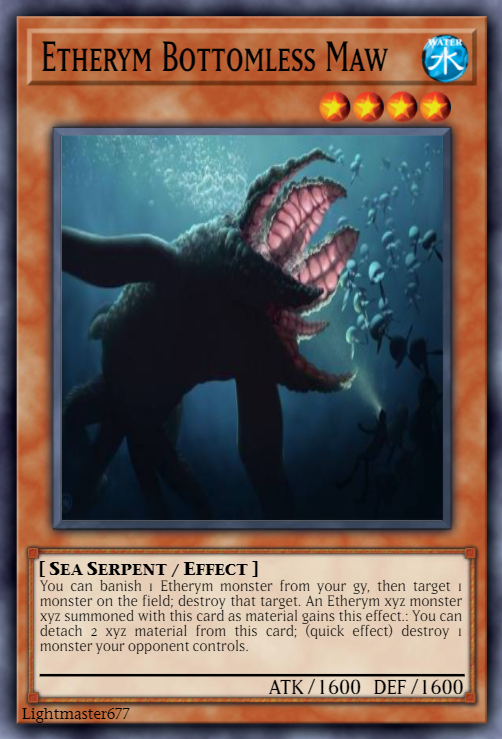 Etherym Bottomless Maw
WATER
水
[ Sea Serpent / Effect ]
You can banish 1 Etherym monster from your gy, then target 1
monster on the field; destroy that target. An Etherym xyz monster
xyz summoned with this card as material gains this effect.: You can
detach 2 xyz material from this card; (quick effect) destroy 1
monster your opponent controls.
ATK/1600 DEF/1600
Lightmaster677